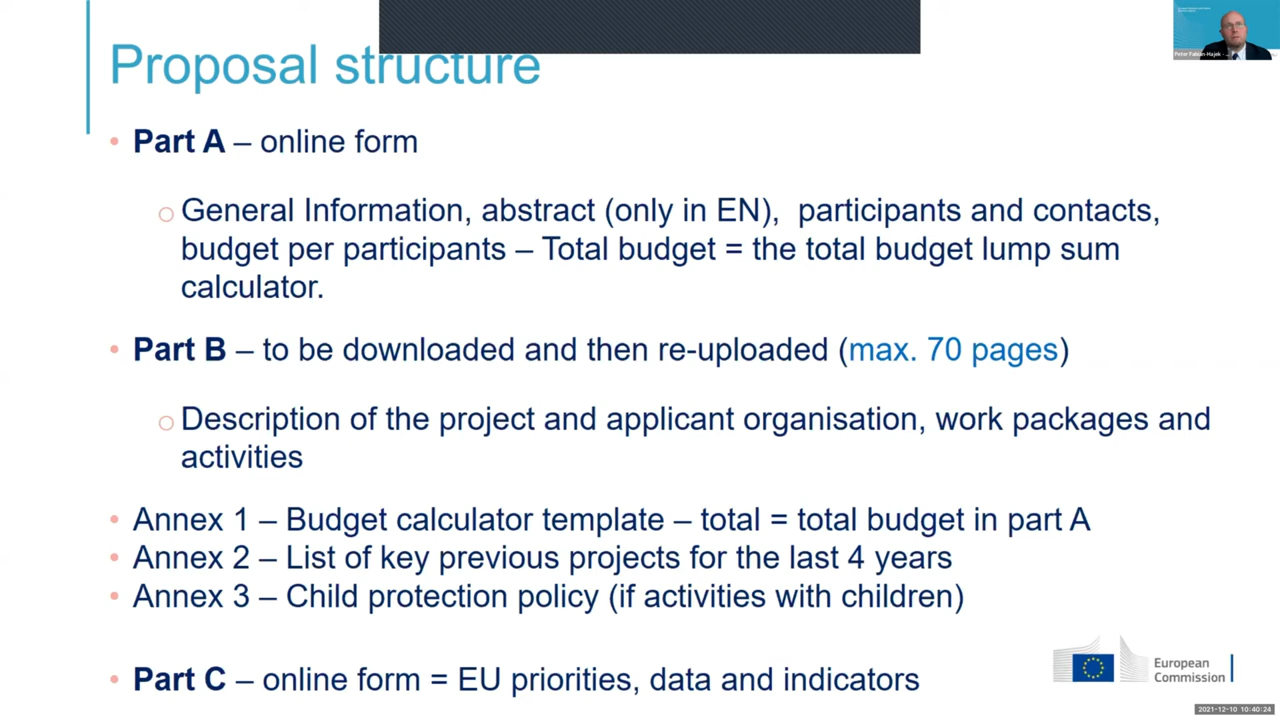 Proposal structure
• Part A – online form
○ General Information, abstract (only in EN), participants and contacts,
budget per participants – Total budget = the total budget lump sum
calculator.
• Part B – to be downloaded and then re-uploaded (max. 70 pages)
○ Description of the project and applicant organisation, work packages and
activities
• Annex 1 – Budget calculator template – total = total budget in part A
• Annex 2 – List of key previous projects for the last 4 years
• Annex 3 – Child protection policy (if activities with children)
• Part C – online form = EU priorities, data and indicators
European
Commission
2021-12-10 10:40:24